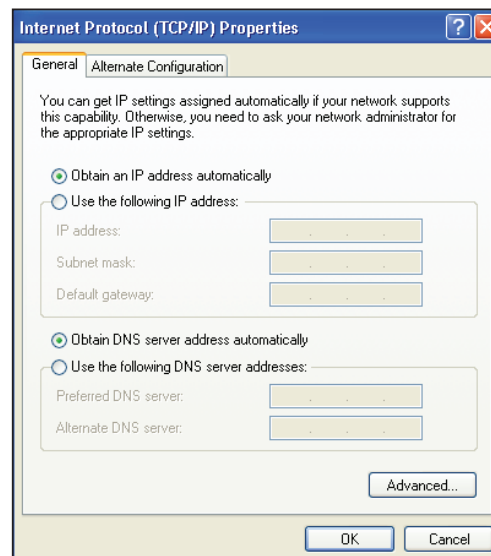 Internet Protocol (TCP/IP) Properties
General
Alternate Configuration
You can get IP settings assigned automatically if your network supports
this capability. Otherwise, you need to ask your network administrator for
the appropriate IP settings.
Obtain an IP address automatically
Use the following IP address:
IP address:
Subnet mask:
Default gateway:
Obtain DNS server address automatically
Use the following DNS server addresses:
Preferred DNS server:
Alternate DNS server:
Advanced...
OK
Cancel